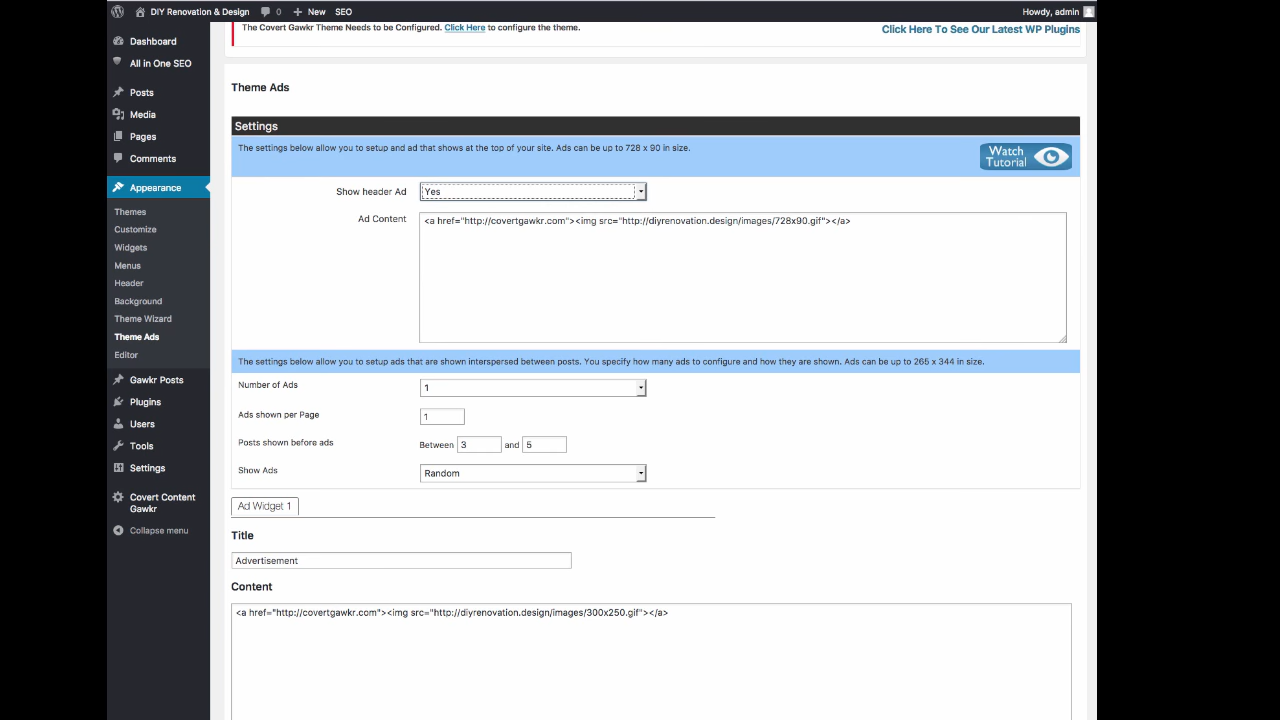 DIY Renovation & Design 0 New SEO Howdy, admin
The Covert Gawkr Theme Needs to be Configured. Click Here to configure the theme. Click Here To See Our Latest WP Plugins
Dashboard
All in One SEO
Posts
Media
Pages
Comments
Appearance
Themes
Customize
Widgets
Menus
Header
Background
Theme Wizard
Theme Ads
Editor
Gawkr Posts
Plugins
Users
Tools
Settings
Covert Content
Gawkr
Collapse menu
Theme Ads
Settings
The settings below allow you to setup and ad that shows at the top of your site. Ads can be up to 728 x 90 in size.
Watch
Tutorial
Show header Ad Yes
Ad Content <a href="http://covertgawkr.com"><img src="http://diyrenovation.design/images/728x90.gif"></a>
The settings below allow you to setup ads that are shown interspersed between posts. You specify how many ads to configure and how they are shown. Ads can be up to 265 x 344 in size.
Number of Ads 1
Ads shown per Page 1
Posts shown before ads Between 3 and 5
Show Ads Random
Ad Widget 1
Title
Advertisement
Content
<a href="http://covertgawkr.com"><img src="http://diyrenovation.design/images/300x250.gif"></a>